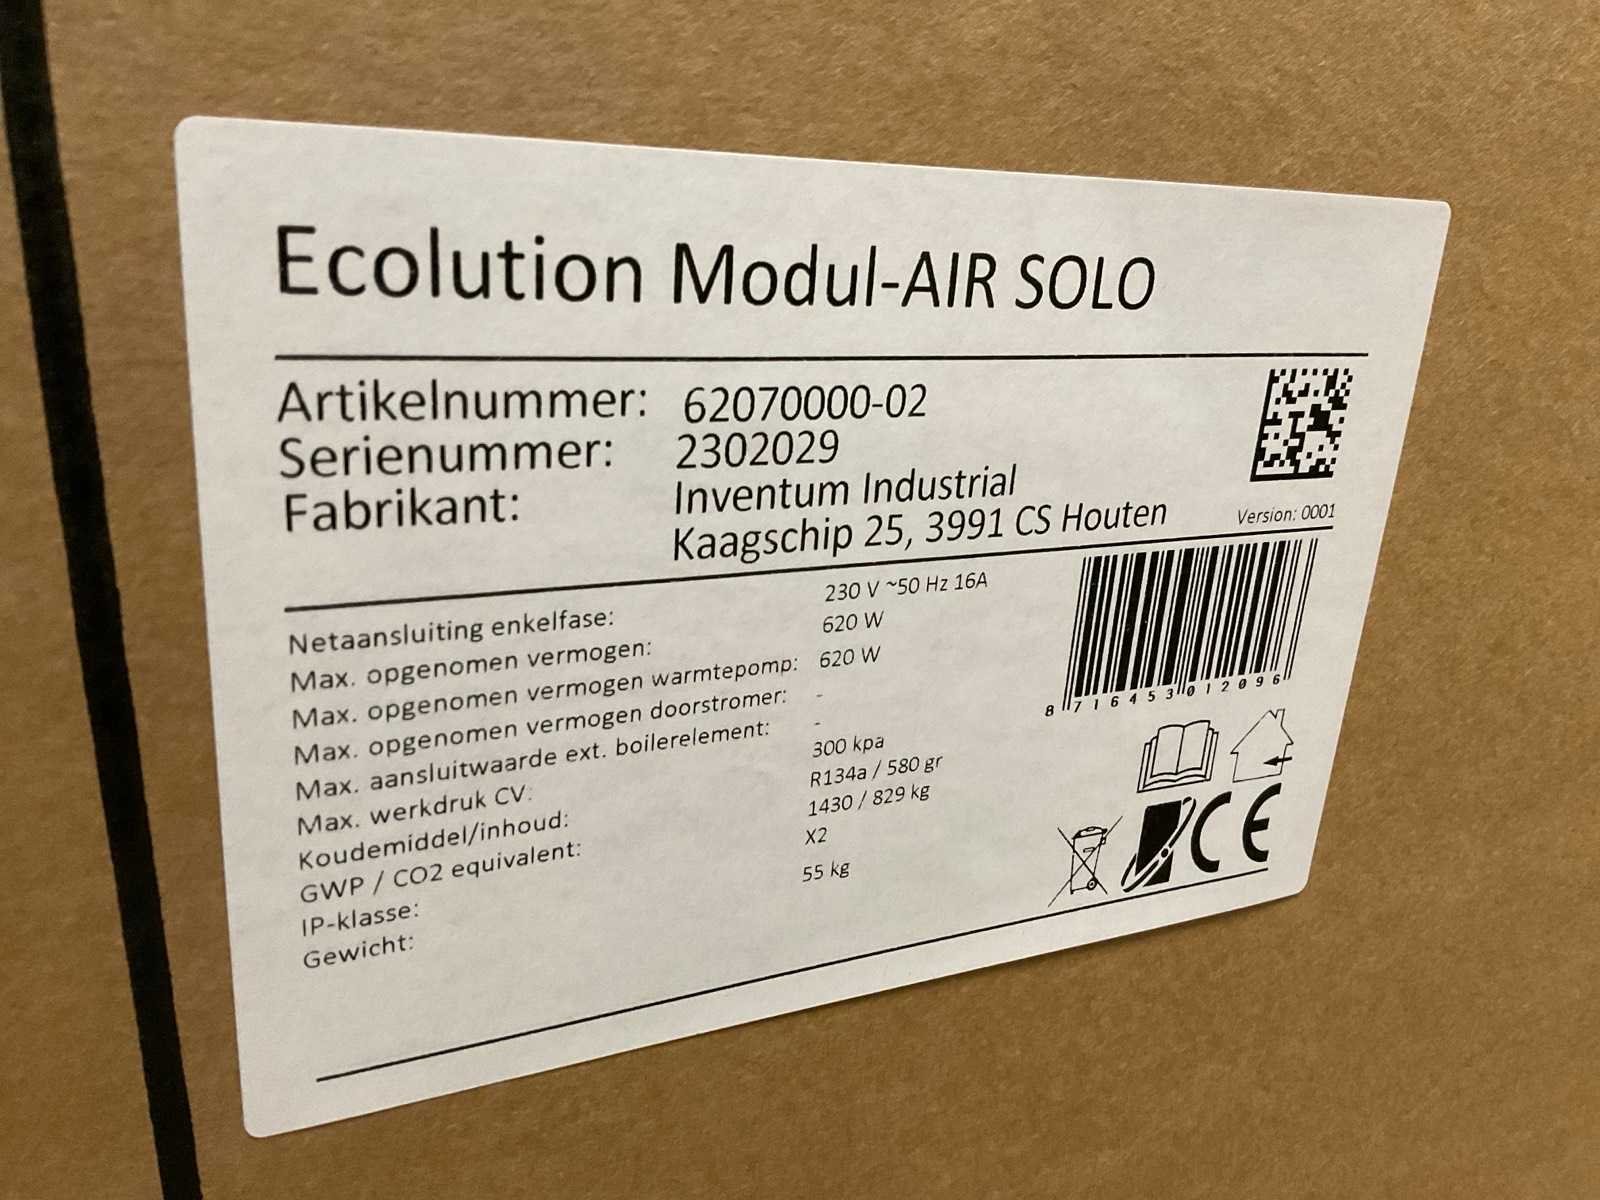 Ecolution Modul-AIR SOLO
Artikelnummer: 62070000-02
Serienummer: 2302029
Fabrikant: Inventum Industrial
Kaagschip 25, 3991 CS Houten
Version: 0001
Netaansluiting enkelfase: 230 V ~50 Hz 16A
Max. opgenomen vermogen: 620 W
Max. opgenomen vermogen warmtepomp: 620 W
Max. opgenomen vermogen doorstromer: -
Max. aansluitwaarde ext. boilerelement: -
Max. werkdruk CV: 300 kpa
Koudemiddel/inhoud: R134a / 580 gr
GWP / CO2 equivalent: 1430 / 829 kg
IP-klasse: X2
Gewicht: 55 kg
8 716453 012096
CE